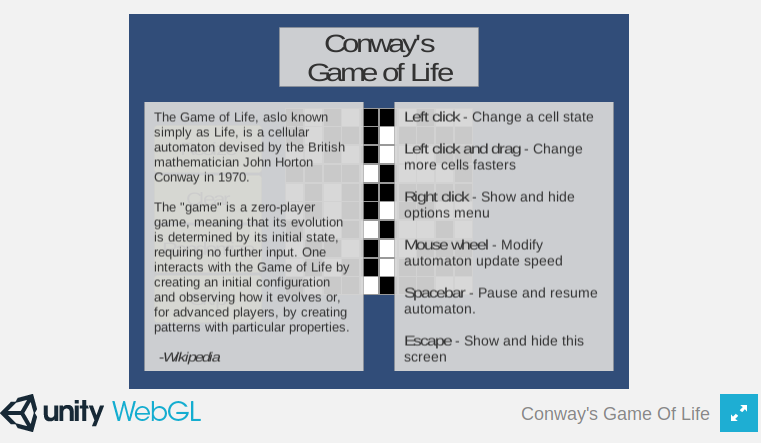 Conway's
Game of Life
The Game of Life, aslo known
simply as Life, is a cellular
automaton devised by the British
mathematician John Horton
Conway in 1970.
The "game" is a zero-player
game, meaning that its evolution
is determined by its initial state,
requiring no further input. One
interacts with the Game of Life by
creating an initial configuration
and observing how it evolves or,
for advanced players, by creating
patterns with particular properties.
-Wikipedia
Left click - Change a cell state
Left click and drag - Change
more cells fasters
Right click - Show and hide
options menu
Mouse wheel - Modify
automaton update speed
Spacebar - Pause and resume
automaton.
Escape - Show and hide this
screen
unity WebGL
Conway's Game Of Life